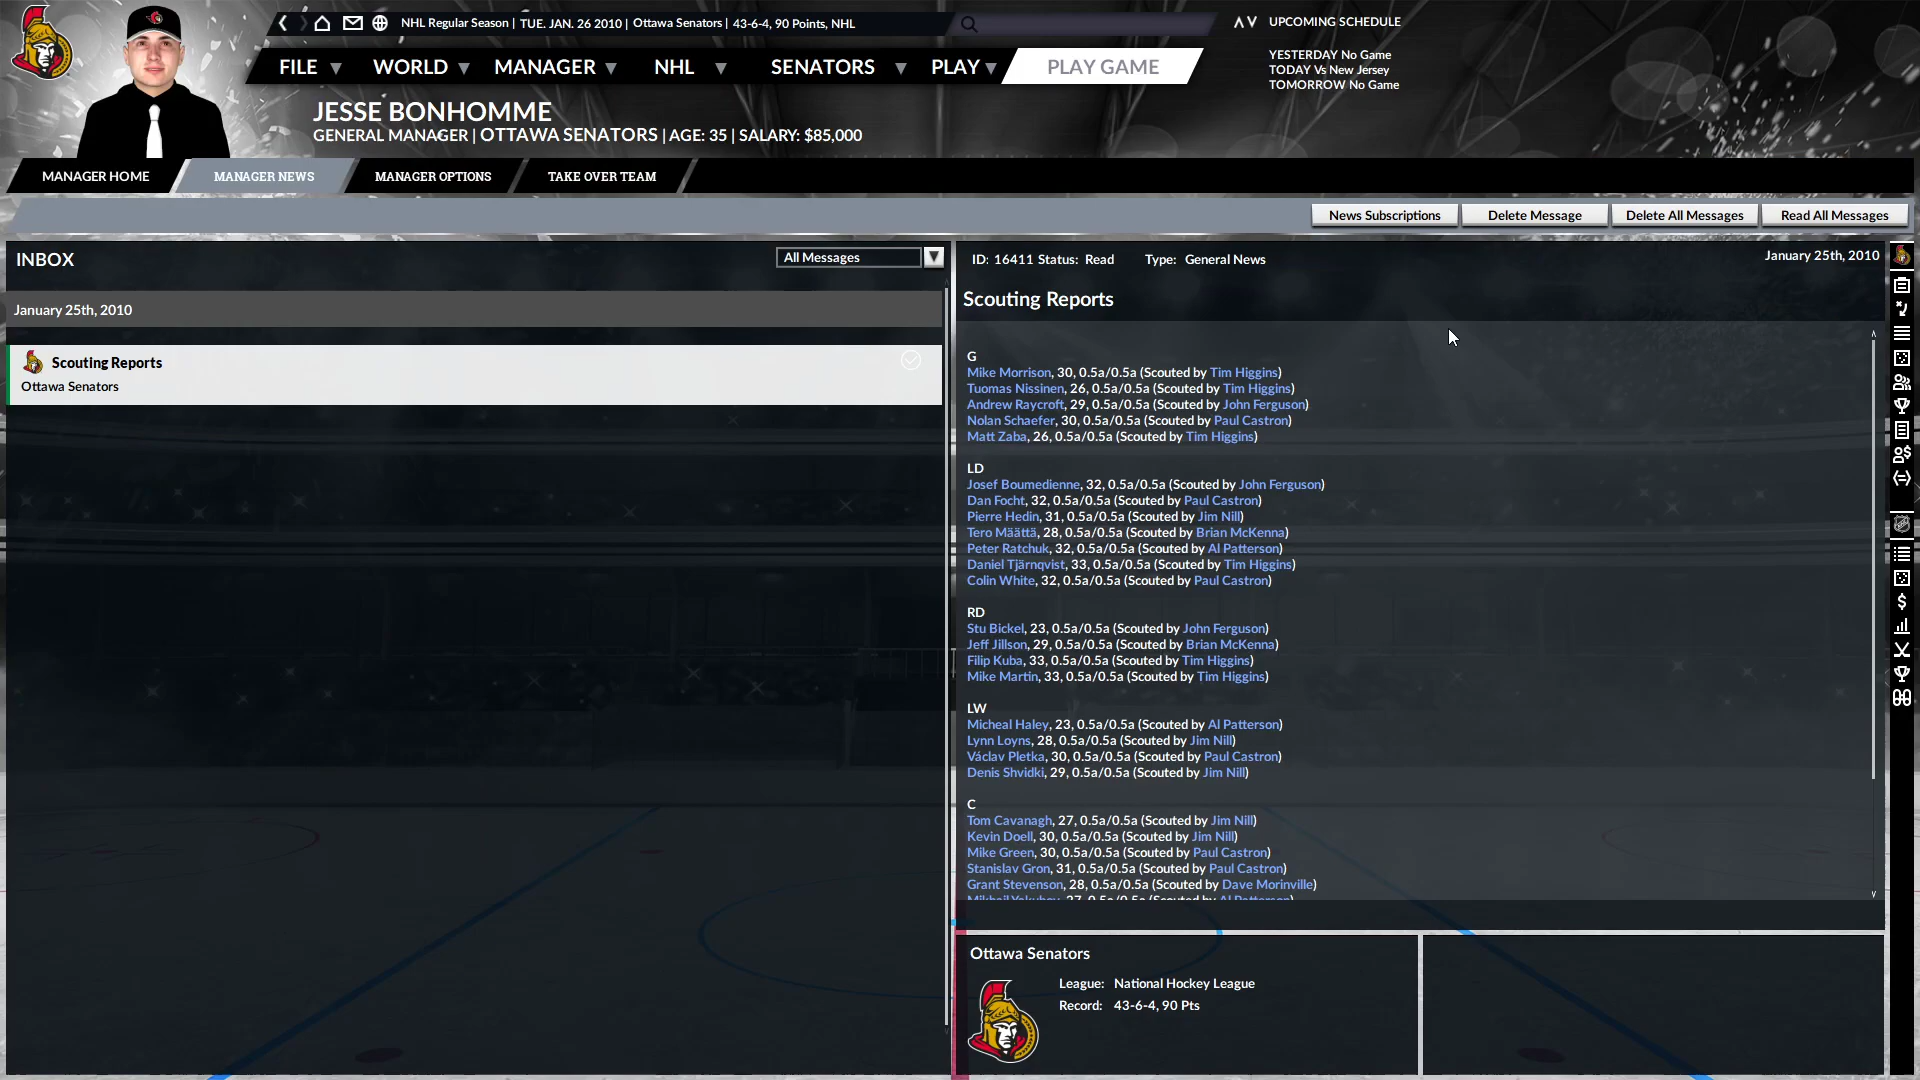 NHL Regular Season | TUE. JAN. 26 2010 | Ottawa Senators | 43-6-4, 90 Points, NHL
UPCOMING SCHEDULE
YESTERDAY No Game
TODAY Vs New Jersey
TOMORROW No Game
FILE WORLD MANAGER NHL SENATORS PLAY PLAY GAME
JESSE BONHOMME
GENERAL MANAGER | OTTAWA SENATORS | AGE: 35 | SALARY: $85,000
MANAGER HOME MANAGER NEWS MANAGER OPTIONS TAKE OVER TEAM
News Subscriptions Delete Message Delete All Messages Read All Messages
INBOX All Messages
January 25th, 2010
Scouting Reports
Ottawa Senators
ID: 16411 Status: Read Type: General News January 25th, 2010
Scouting Reports
G
Mike Morrison, 30, 0.5a/0.5a (Scouted by Tim Higgins)
Tuomas Nissinen, 26, 0.5a/0.5a (Scouted by Tim Higgins)
Andrew Raycroft, 29, 0.5a/0.5a (Scouted by John Ferguson)
Nolan Schaefer, 30, 0.5a/0.5a (Scouted by Paul Castron)
Matt Zaba, 26, 0.5a/0.5a (Scouted by Tim Higgins)
LD
Josef Boumedienne, 32, 0.5a/0.5a (Scouted by John Ferguson)
Dan Focht, 32, 0.5a/0.5a (Scouted by Paul Castron)
Pierre Hedin, 31, 0.5a/0.5a (Scouted by Jim Nill)
Tero Määttä, 28, 0.5a/0.5a (Scouted by Brian McKenna)
Peter Ratchuk, 32, 0.5a/0.5a (Scouted by Al Patterson)
Daniel Tjärnqvist, 33, 0.5a/0.5a (Scouted by Tim Higgins)
Colin White, 32, 0.5a/0.5a (Scouted by Paul Castron)
RD
Stu Bickel, 23, 0.5a/0.5a (Scouted by John Ferguson)
Jeff Jillson, 29, 0.5a/0.5a (Scouted by Brian McKenna)
Filip Kuba, 33, 0.5a/0.5a (Scouted by Tim Higgins)
Mike Martin, 33, 0.5a/0.5a (Scouted by Tim Higgins)
LW
Micheal Haley, 23, 0.5a/0.5a (Scouted by Al Patterson)
Lynn Loyns, 28, 0.5a/0.5a (Scouted by Jim Nill)
Václav Pletka, 30, 0.5a/0.5a (Scouted by Paul Castron)
Denis Shvidki, 29, 0.5a/0.5a (Scouted by Jim Nill)
C
Tom Cavanagh, 27, 0.5a/0.5a (Scouted by Jim Nill)
Kevin Doell, 30, 0.5a/0.5a (Scouted by Jim Nill)
Mike Green, 30, 0.5a/0.5a (Scouted by Paul Castron)
Stanislav Gron, 31, 0.5a/0.5a (Scouted by Paul Castron)
Grant Stevenson, 28, 0.5a/0.5a (Scouted by Dave Morinville)
Mikhail Yakubov, 27, 0.5a/0.5a (Scouted by Al Patterson)
Ottawa Senators
League: National Hockey League
Record: 43-6-4, 90 Pts